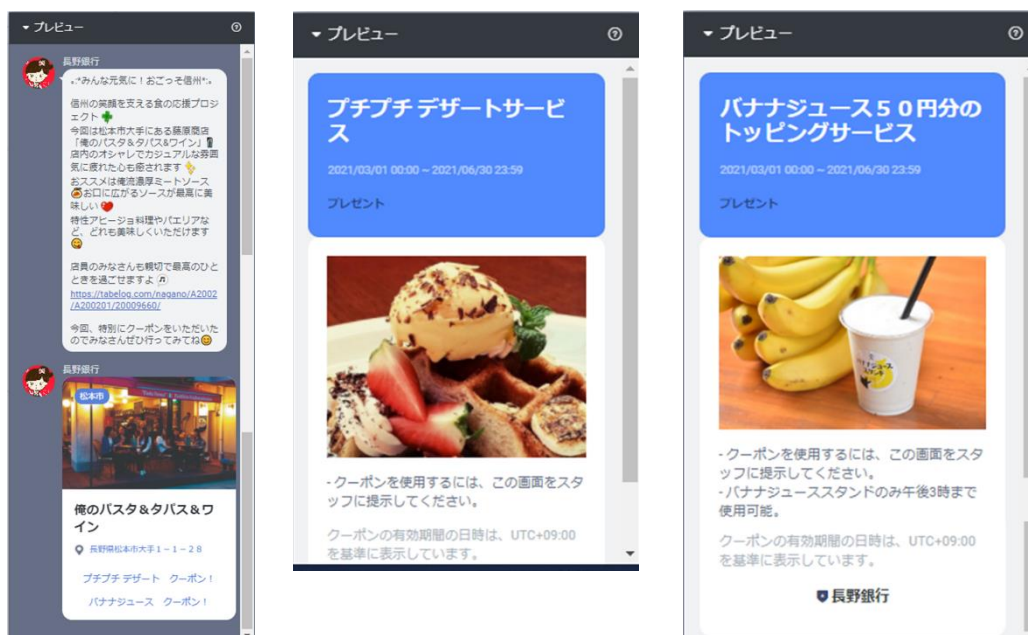 プレビュー
長野銀行
｡:*みんな元気に！おごっそ信州*:｡
信州の笑顔を支える食の応援プロジ
ェクト🍀
今回は松本市大手にある藤原商店
「俺のパスタ＆タパス&ワイン」
店内のオシャレでカジュアルな雰囲
気に疲れた心も癒されます
おススメは俺流濃厚ミートソース
お口に広がるソースが最高に美
味しい
特性アヒージョ料理やパエリアな
ど、どれも美味しくいただけます
店員のみなさんも親切で最高のひと
ときを過ごせますよ
https://tabelog.com/nagano/A2002
/A200201/20009660/
今回、特別にクーポンをいただいた
のでみなさんぜひ行ってみてね
長野銀行
松本市
俺のパスタ＆タパス＆ワ
イン
長野県松本市大手１－１－２８
プチプチ デザート　クーポン！
バナナジュース　クーポン！
プレビュー
プチプチ デザートサービ
ス
2021/03/01 00:00 ~ 2021/06/30 23:59
プレゼント
- クーポンを使用するには、この画面をスタ
ッフに提示してください。
クーポンの有効期間の日時は、UTC+09:00
を基準に表示しています。
プレビュー
バナナジュース５０円分の
トッピングサービス
2021/03/01 00:00 ~ 2021/06/30 23:59
プレゼント
バナナジュース
スタンド
- クーポンを使用するには、この画面をスタ
ッフに提示してください。
- バナナジューススタンドのみ午後3時まで
使用可能。
クーポンの有効期間の日時は、UTC+09:00
を基準に表示しています。
長野銀行